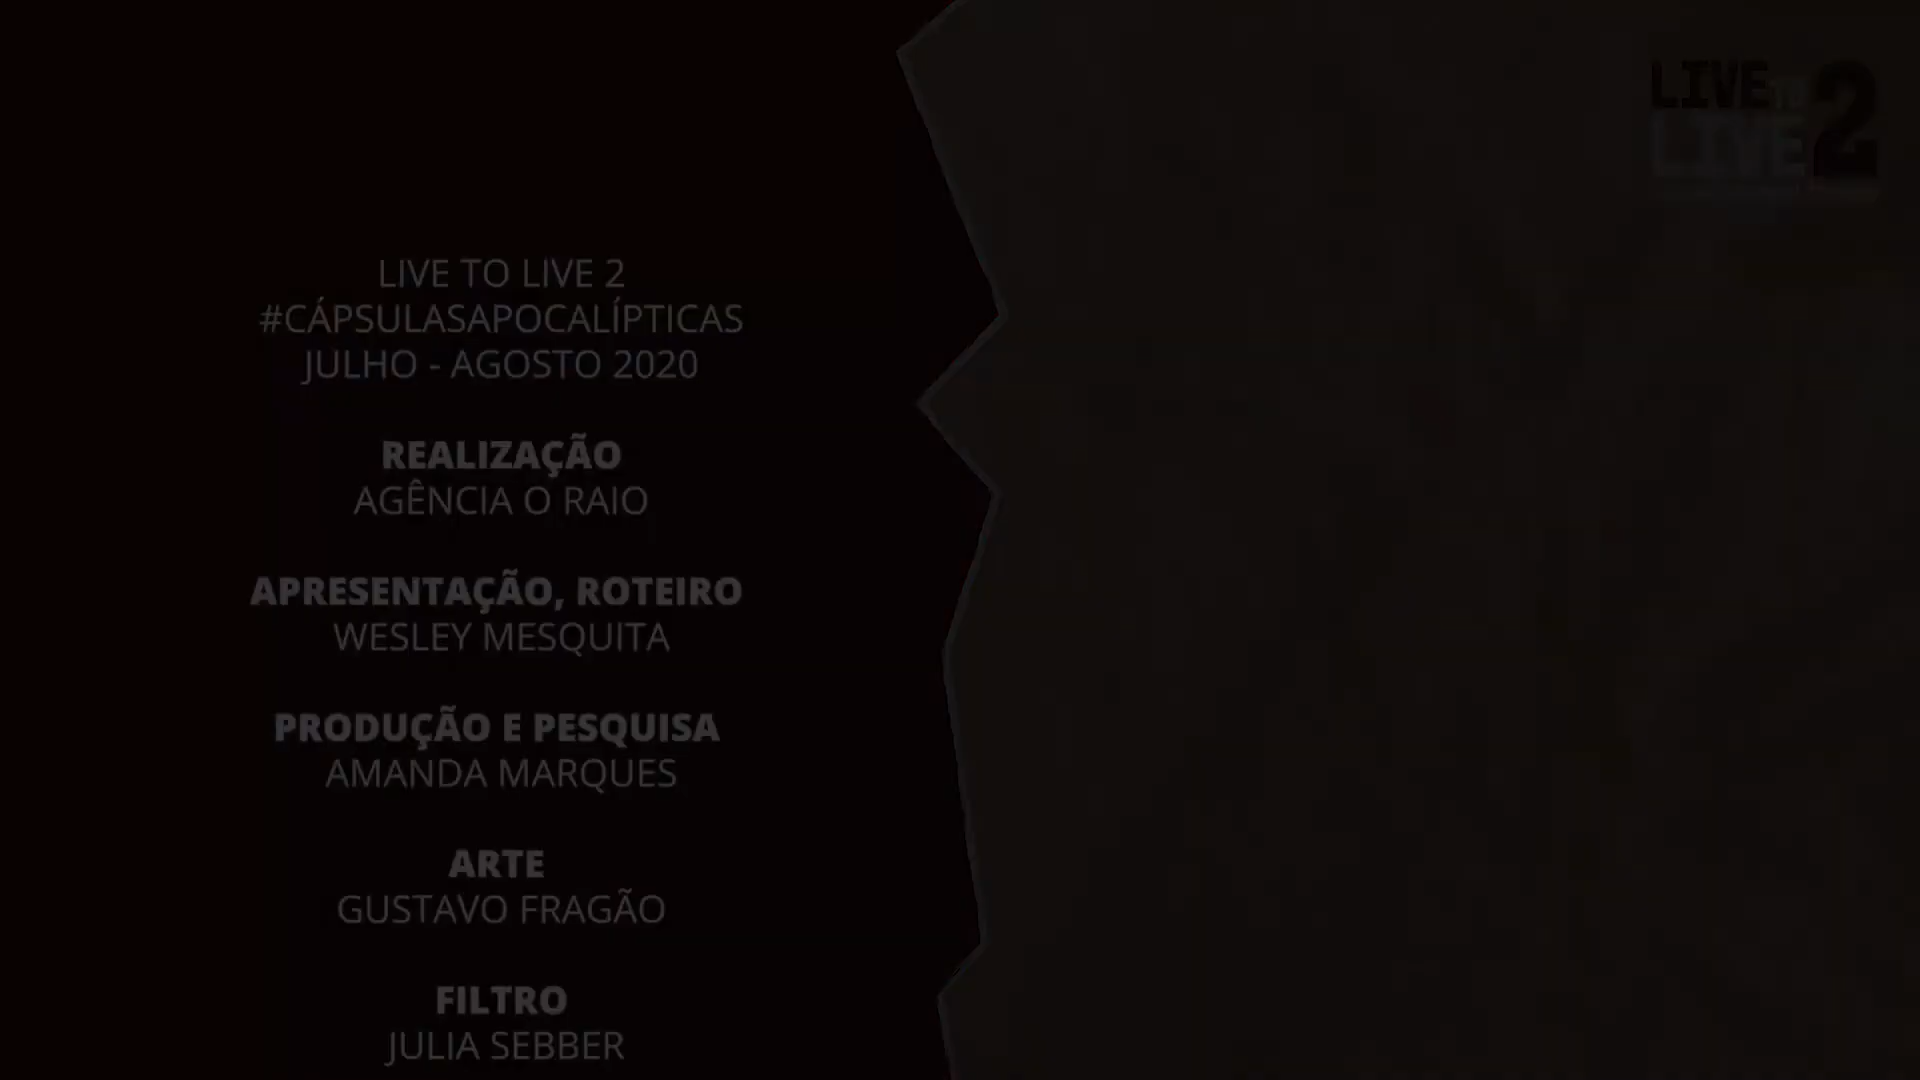 LIVE TO LIVE 2
#CÁPSULASAPOCALÍPTICAS
JULHO - AGOSTO 2020
REALIZAÇÃO
AGÊNCIA O RAIO
APRESENTAÇÃO, ROTEIRO
WESLEY MESQUITA
PRODUÇÃO E PESQUISA
AMANDA MARQUES
ARTE
GUSTAVO FRAGÃO
FILTRO
JULIA SEBBER
LIVE TO
LIVE 2